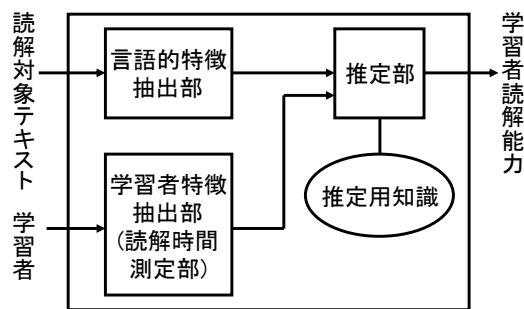 読解対象テキスト
学習者
言語的特徴
抽出部
学習者特徴
抽出部
(読解時間
測定部)
推定部
推定用知識
学習者読解能力